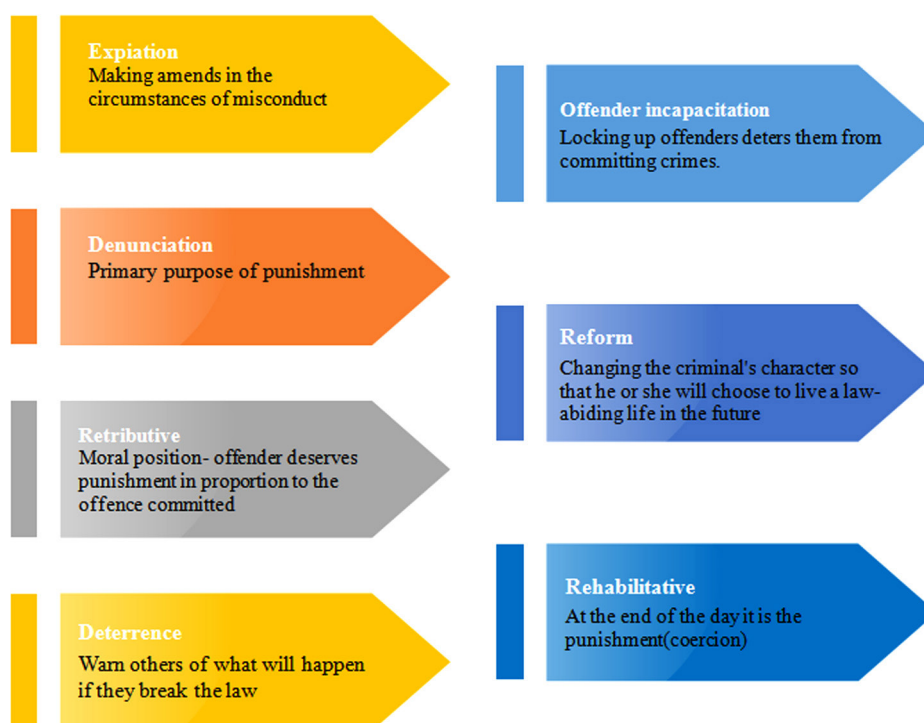 Expiation
Making amends in the
circumstances of misconduct
Denunciation
Primary purpose of punishment
Retributive
Moral position- offender deserves
punishment in proportion to the
offence committed
Deterrence
Warn others of what will happen
if they break the law
Offender incapacitation
Locking up offenders deters them from
committing crimes.
Reform
Changing the criminal's character so
that he or she will choose to live a law-
abiding life in the future
Rehabilitative
At the end of the day it is the
punishment(coercion)